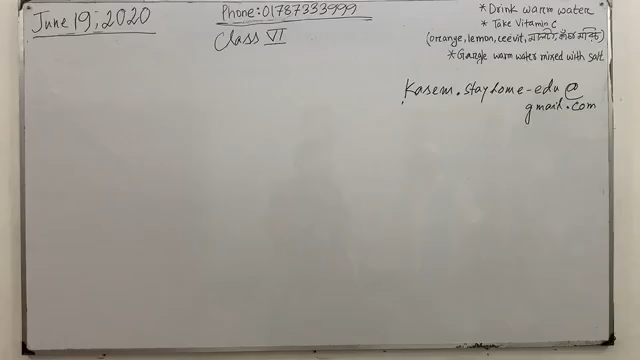 June 19, 2020
Phone: 01787333999
Class VI
* Drink warm water
* Take Vitamin C
(orange, lemon, ceevit,
* Gargle warm water mixed with salt
Kasem.stayhome-edu@
gmail.com